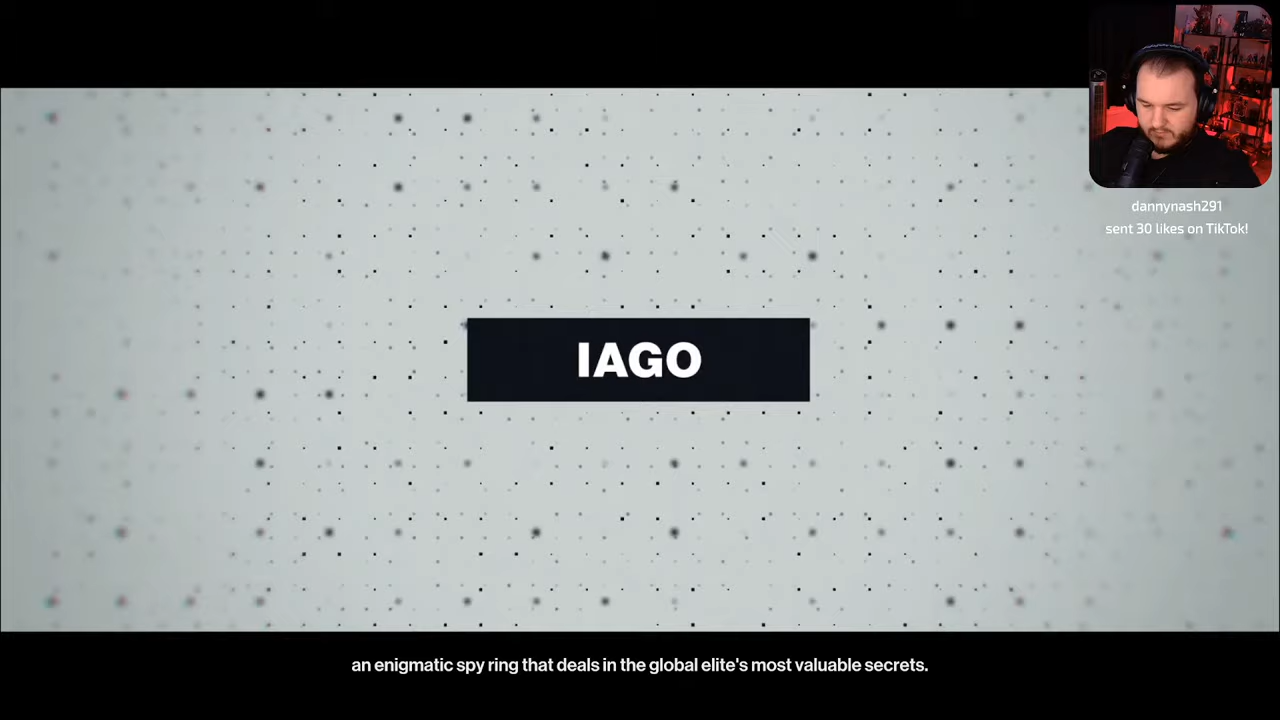 dannynash291
sent 30 likes on TikTok!
IAGO
an enigmatic spy ring that deals in the global elite's most valuable secrets.